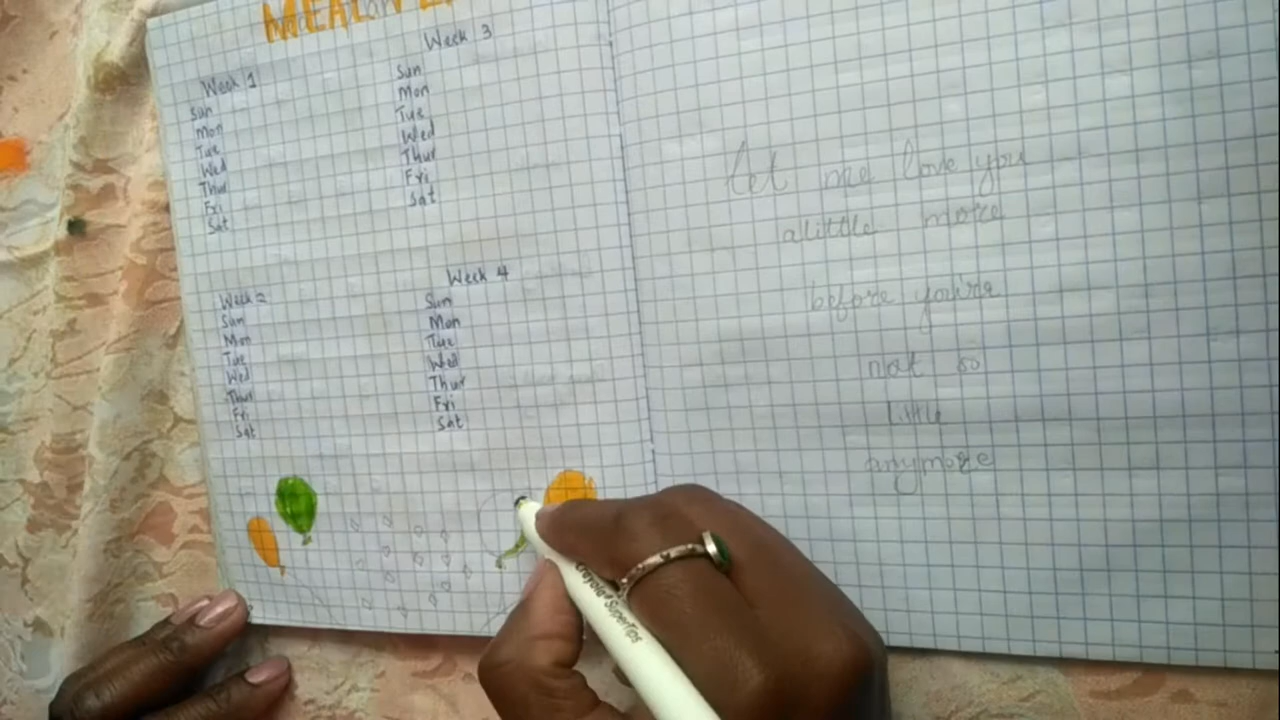 MEAL
Week 1
Sun
Mon
Tue
Wed
Thur
Fri
Sat
Week 3
Sun
Mon
Tue
Wed
Thur
Fri
Sat
Week 2
Sun
Mon
Tue
Wed
Thur
Fri
Sat
Week 4
Sun
Mon
Tue
Wed
Thur
Fri
Sat
let me love you
alittle more
before you're
not so
little
anymore
Crayola SuperTips